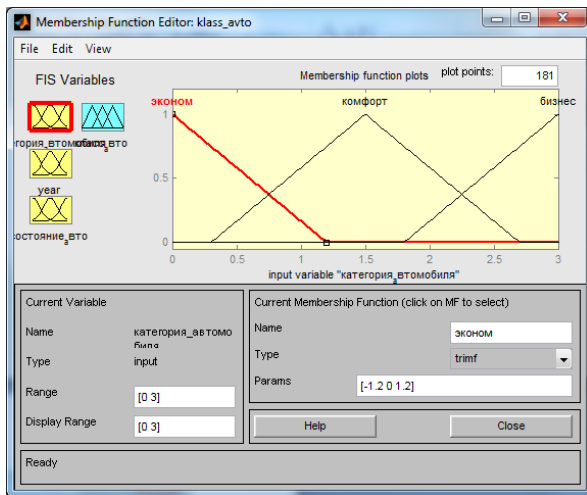 Membership Function Editor: klass_avto
File Edit View
FIS Variables
Membership function plots
plot points:
181
year
состояние_авто
эконом
комфорт
бизнес
1
0.5
0
0 0.5 1 1.5 2 2.5 3
input variable "категория_автомобиля"
Current Variable
Name
категория_автомо
Type
input
Range
[0 3]
Display Range
[0 3]
Current Membership Function (click on MF to select)
Name
эконом
Type
trimf
Params
[-1.2 0 1.2]
Help
Close
Ready